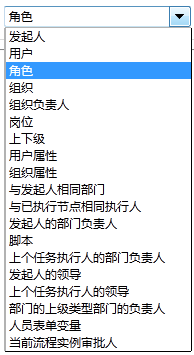 角色
发起人
用户
角色
组织
组织负责人
岗位
上下级
用户属性
组织属性
与发起人相同部门
与已执行节点相同执行人
发起人的部门负责人
脚本
上个任务执行人的部门负责人
发起人的领导
上个任务执行人的领导
部门的上级类型部门的负责人
人员表单变量
当前流程实例审批人